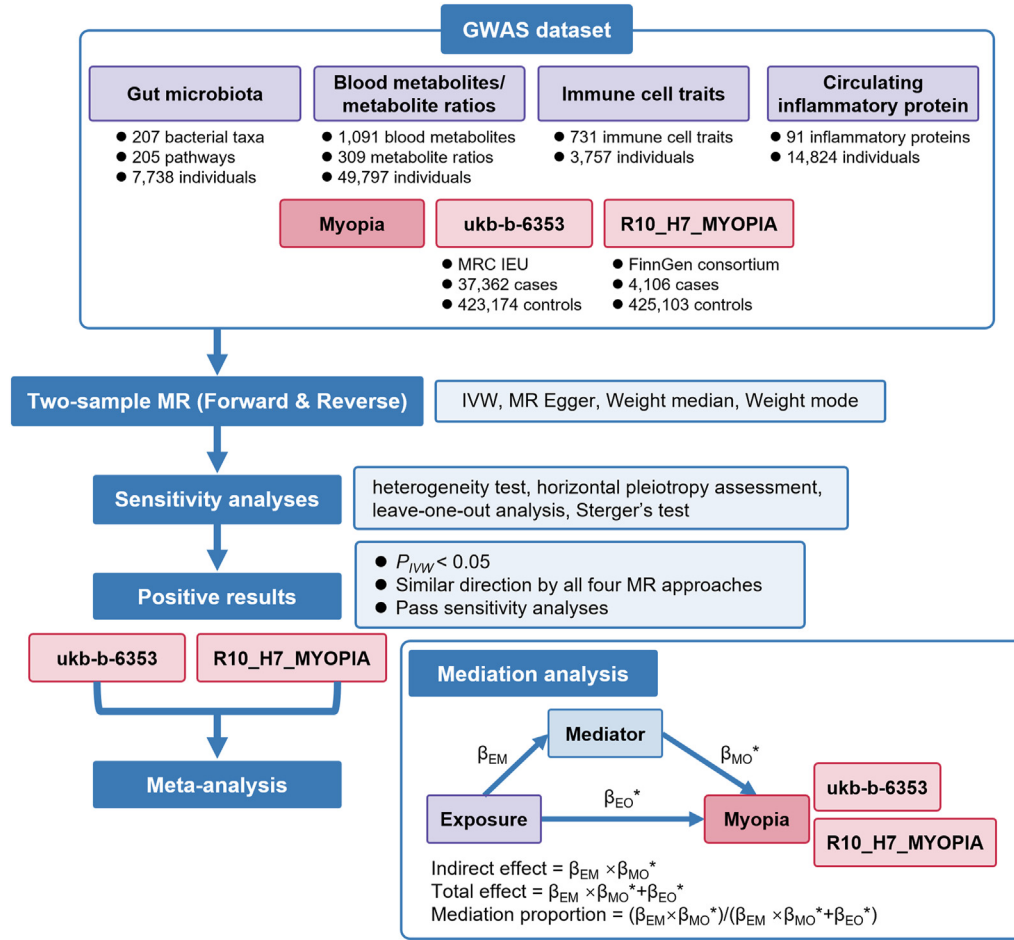 GWAS dataset
Gut microbiota
● 207 bacterial taxa
● 205 pathways
● 7,738 individuals
Blood metabolites/
metabolite ratios
● 1,091 blood metabolites
● 309 metabolite ratios
● 49,797 individuals
Immune cell traits
● 731 immune cell traits
● 3,757 individuals
Circulating
inflammatory protein
● 91 inflammatory proteins
● 14,824 individuals
Myopia
ukb-b-6353
● MRC IEU
● 37,362 cases
● 423,174 controls
R10_H7_MYOPIA
● FinnGen consortium
● 4,106 cases
● 425,103 controls
Two-sample MR (Forward & Reverse)
IVW, MR Egger, Weight median, Weight mode
Sensitivity analyses
heterogeneity test, horizontal pleiotropy assessment,
leave-one-out analysis, Sterger's test
Positive results
● P_IVW < 0.05
● Similar direction by all four MR approaches
● Pass sensitivity analyses
ukb-b-6353
R10_H7_MYOPIA
Meta-analysis
Mediation analysis
Mediator
β_EM
β_MO*
β_EO*
Exposure
Myopia
ukb-b-6353
R10_H7_MYOPIA
Indirect effect = β_EM ×β_MO*
Total effect = β_EM ×β_MO*+β_EO*
Mediation proportion = (β_EM×β_MO*)/(β_EM ×β_MO*+β_EO*)